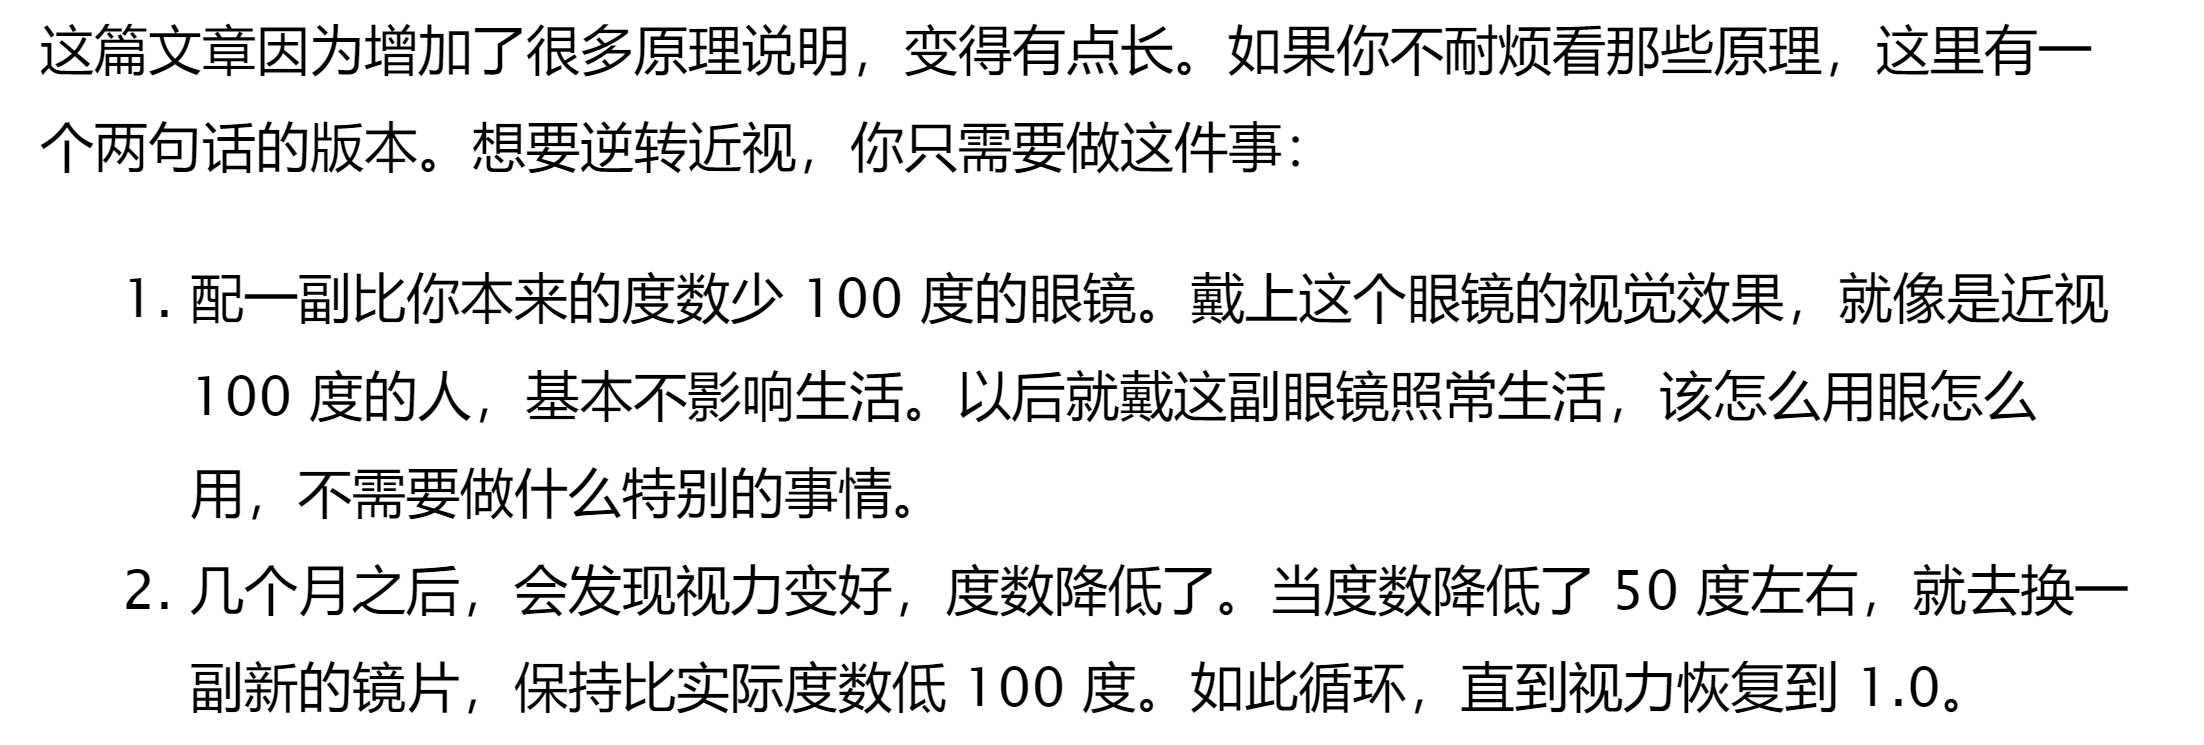 这篇文章因为增加了很多原理说明，变得有点长。如果你不耐烦看那些原理，这里有一
个两句话的版本。想要逆转近视，你只需要做这件事：
1. 配一副比你本来的度数少 100 度的眼镜。戴上这个眼镜的视觉效果，就像是近视
100 度的人，基本不影响生活。以后就戴这副眼镜照常生活，该怎么用眼怎么
用，不需要做什么特别的事情。
2. 几个月之后，会发现视力变好，度数降低了。当度数降低了 50 度左右，就去换一
副新的镜片，保持比实际度数低 100 度。如此循环，直到视力恢复到 1.0。